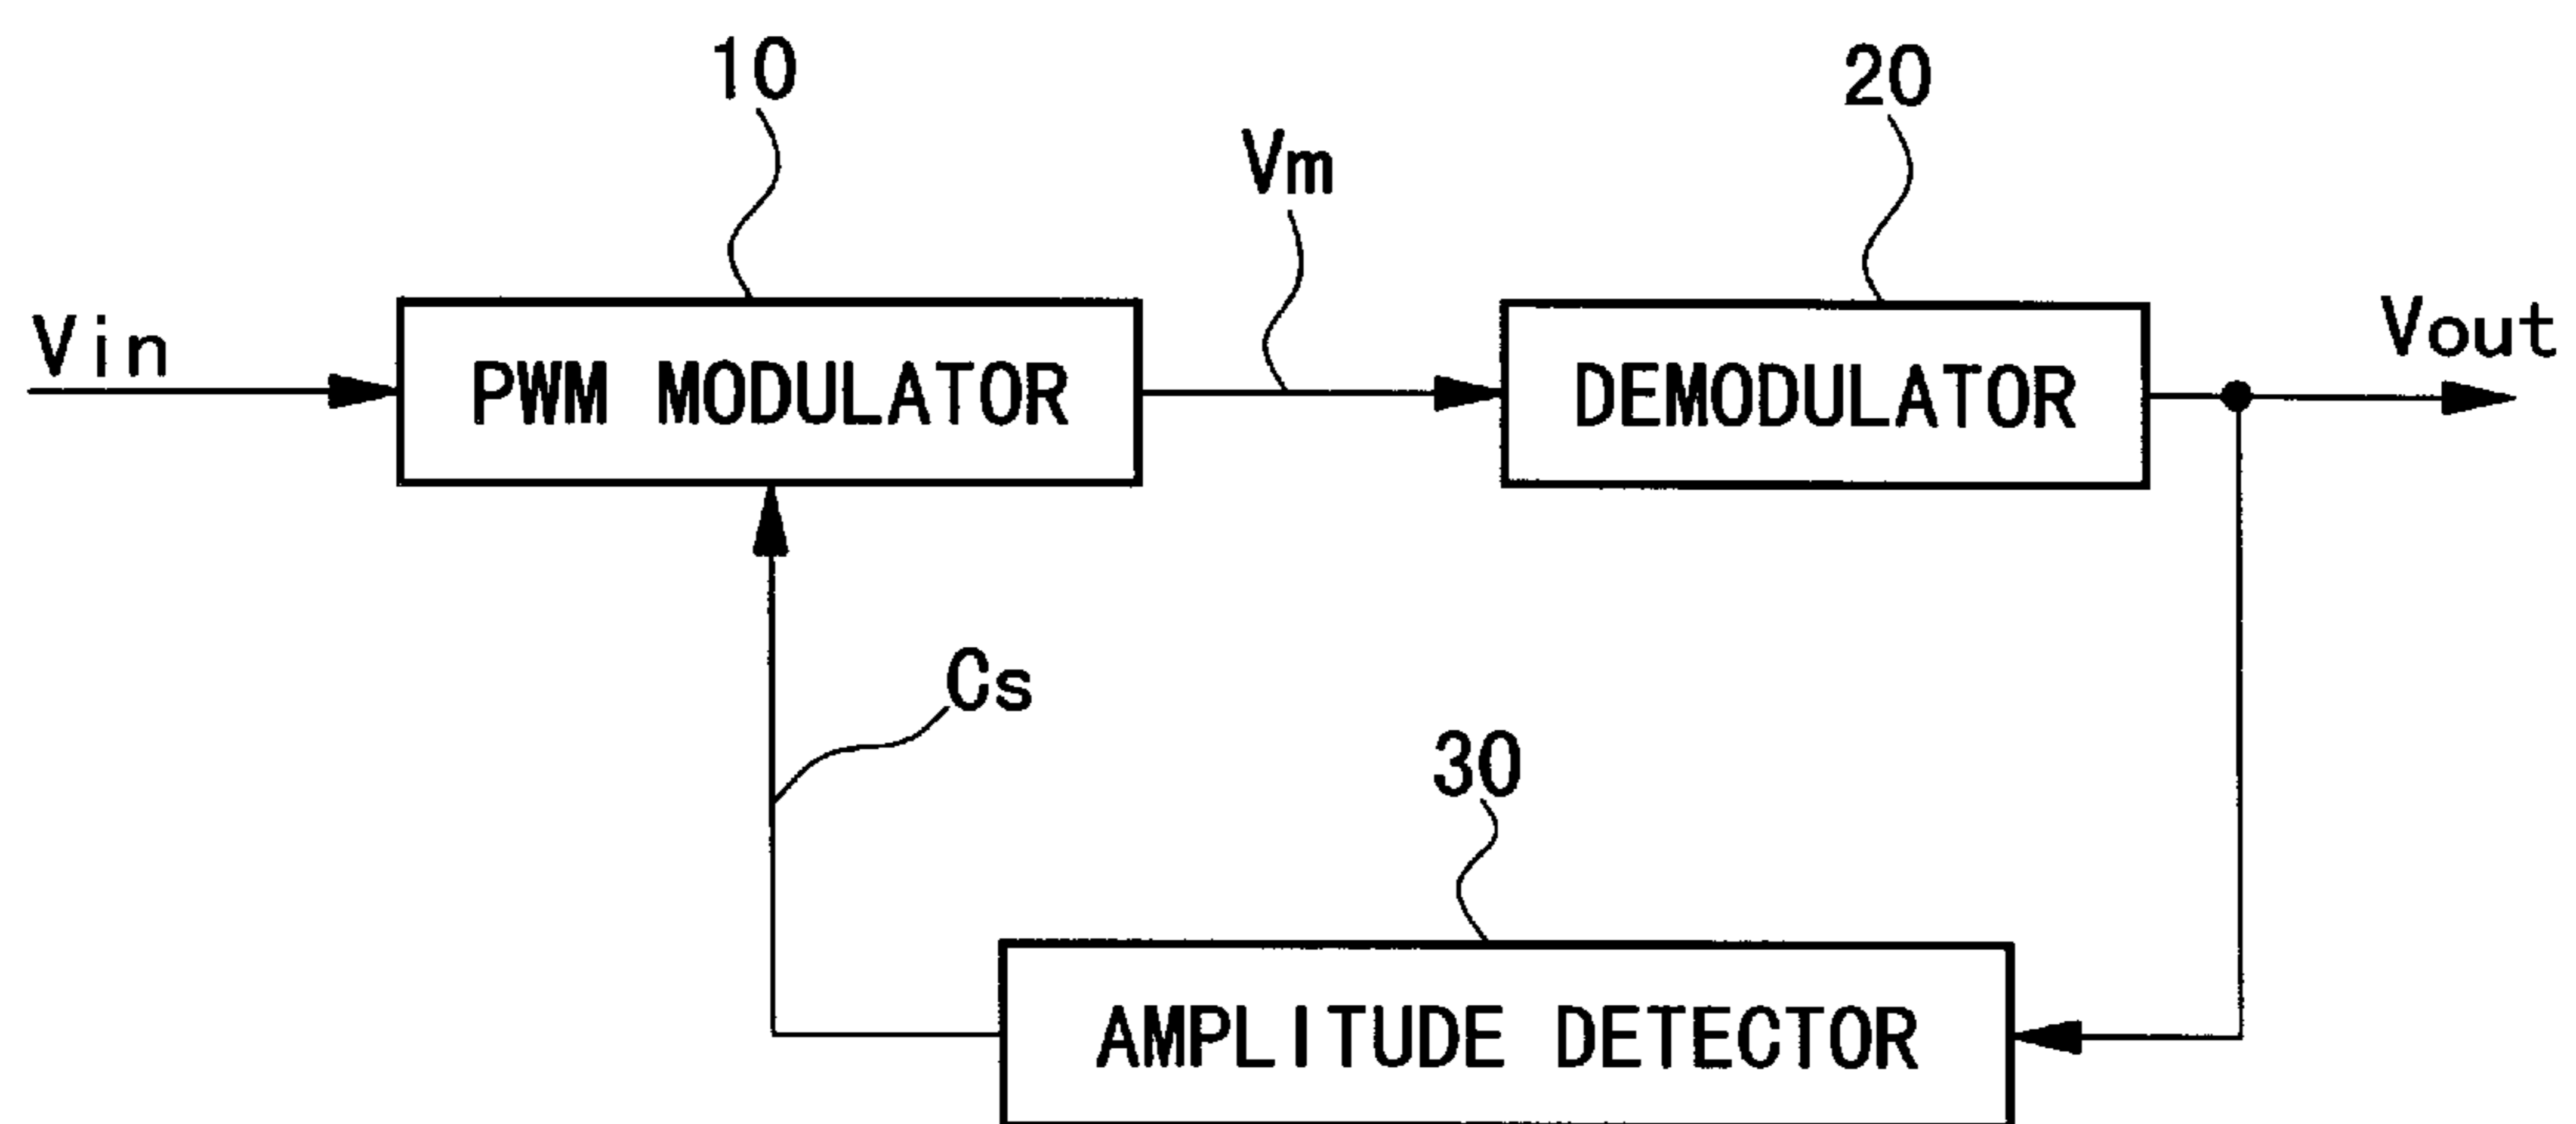 10
20
Vm
Vin
PWM MODULATOR
DEMODULATOR
Vout
Cs
30
AMPLITUDE DETECTOR